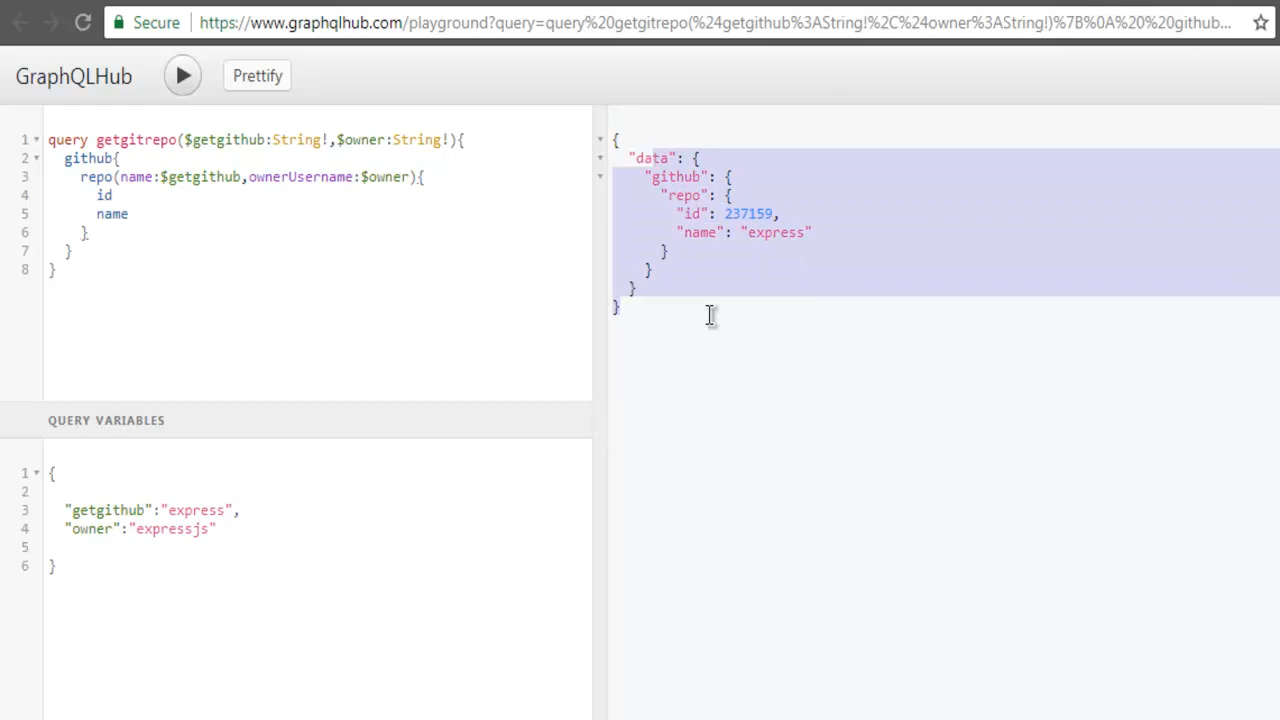 Secure https://www.graphqlhub.com/playground?query=query%20getgitrepo(%24getgithub%3AString!%2C%24owner%3AString!)%7B%0A%20%20github...
GraphQLHub Prettify
1 query getgitrepo($getgithub:String!,$owner:String!){
2 github{
3 repo(name:$getgithub,ownerUsername:$owner){
4 id
5 name
6 }
7 }
8 }
{
"data": {
"github": {
"repo": {
"id": 237159,
"name": "express"
}
}
}
}
QUERY VARIABLES
1 {
2
3 "getgithub":"express",
4 "owner":"expressjs"
5
6 }